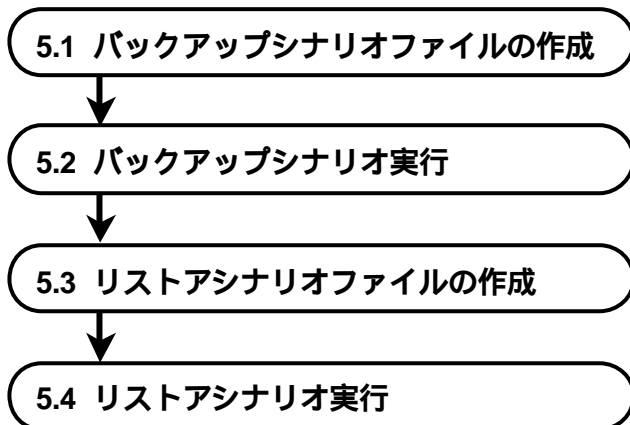 5.1 バックアップシナリオファイルの作成
5.2 バックアップシナリオ実行
5.3 リストアシナリオファイルの作成
5.4 リストアシナリオ実行